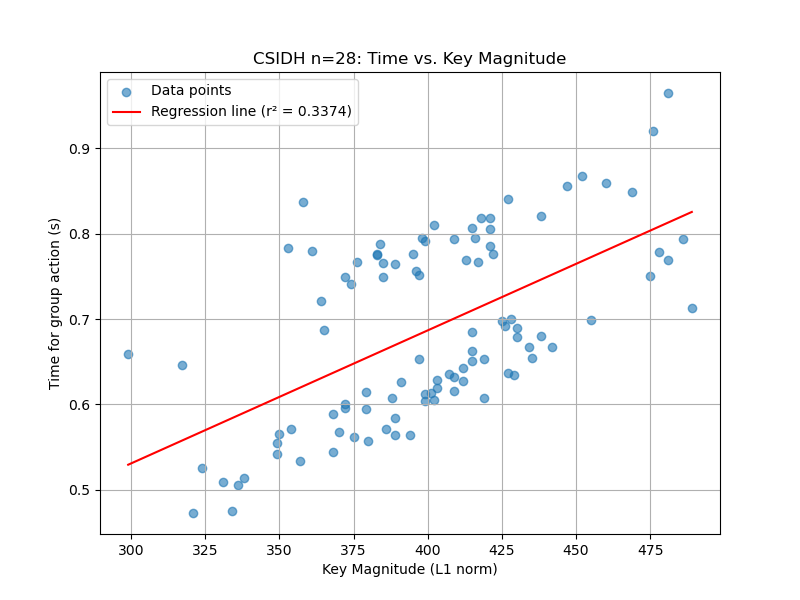 CSIDH n=28: Time vs. Key Magnitude
Data points
Regression line (r² = 0.3374)
Time for group action (s)
0.9
0.8
0.7
0.6
0.5
300 325 350 375 400 425 450 475
Key Magnitude (L1 norm)